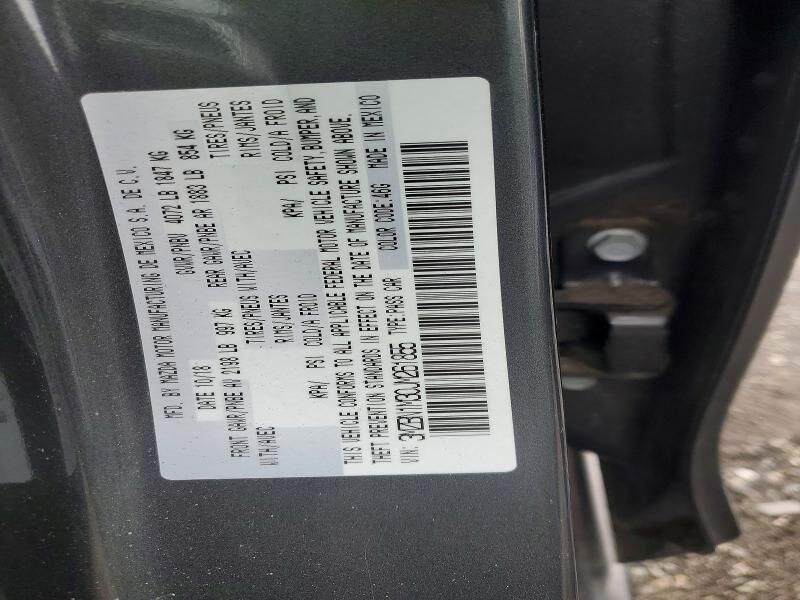 MFD. BY MAZDA MOTOR MANUFACTURING DE MEXICO S.A. DE C.V.
DATE 10/18 GVWR/PNBV 4072 LB 1847 KG
FRONT GAWR/PNBE AV 2198 LB 997 KG REAR GAWR/PNBE AR 1883 LB 854 KG
WITH/AVEC TIRES/PNEUS WITH/AVEC TIRES/PNEUS
RIMS/JANTES RIMS/JANTES
KPA/ PSI COLD/A FROID KPA/ PSI COLD/A FROID
THIS VEHICLE CONFORMS TO ALL APPLICABLE FEDERAL MOTOR VEHICLE SAFETY, BUMPER, AND
THEFT PREVENTION STANDARDS IN EFFECT ON THE DATE OF MANUFACTURE SHOWN ABOVE.
VIN: 3MZBN1M30JM261855 TYPE:PASS CAR COLOR CODE:46G MADE IN MEXICO